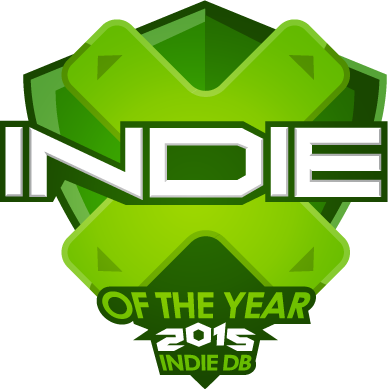 INDIE
OF THE YEAR
2015
INDIE DB